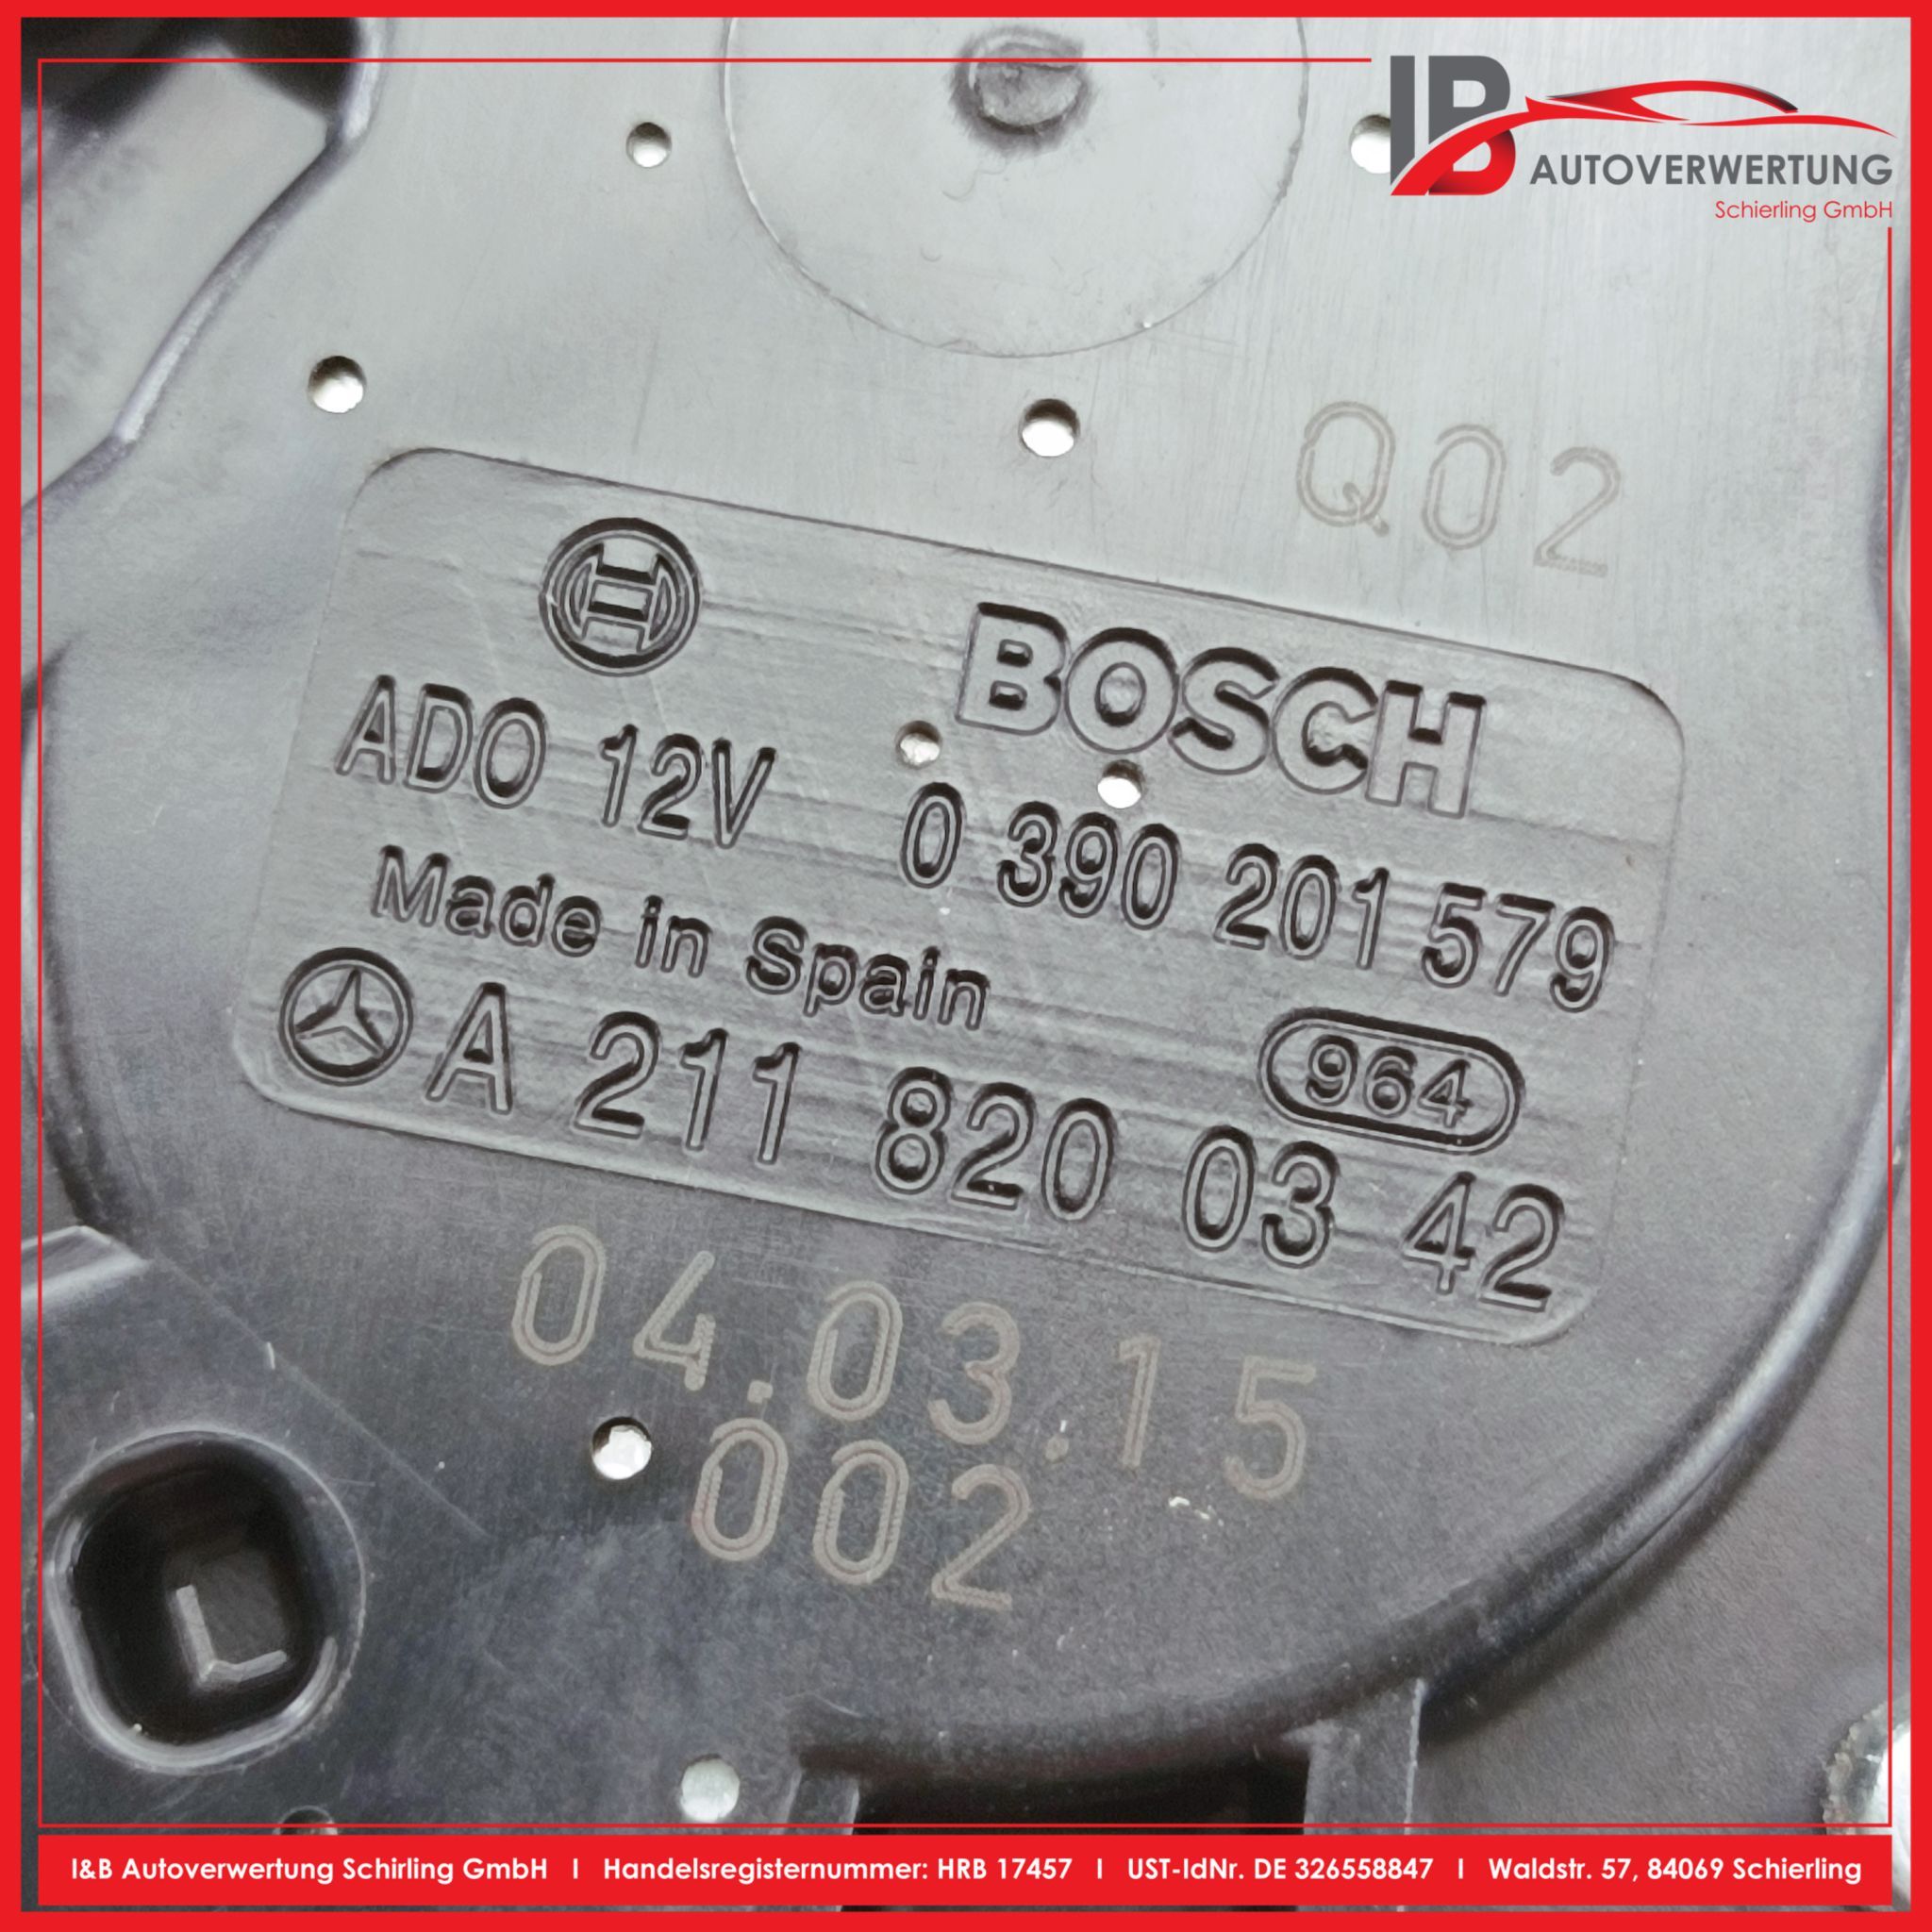 IB AUTOVERWERTUNG
Schierling GmbH
Q02
BOSCH
ADO 12V 0 390 201 579
Made in Spain
964
A 211 820 03 42
04.03.15
002
L
I&B Autoverwertung Schirling GmbH I Handelsregisternummer: HRB 17457 I UST-IdNr. DE 326558847 I Waldstr. 57, 84069 Schierling